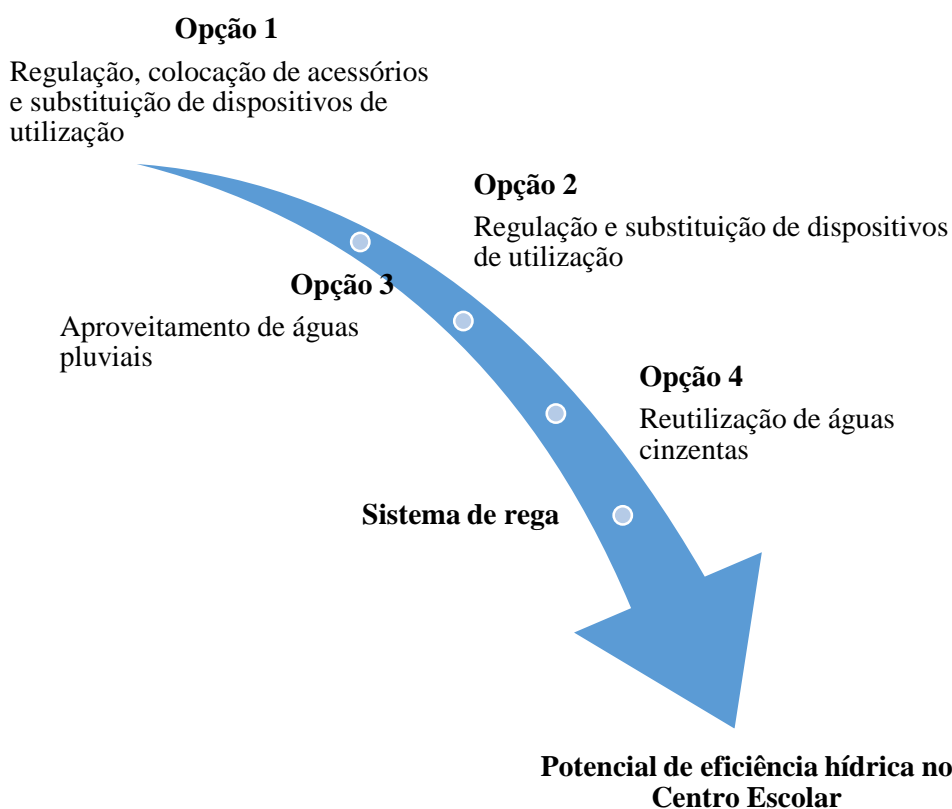 Opção 1
Regulação, colocação de acessórios
e substituição de dispositivos de
utilização
Opção 2
Regulação e substituição de dispositivos
de utilização
Opção 3
Aproveitamento de águas
pluviais
Opção 4
Reutilização de águas
cinzentas
Sistema de rega
Potencial de eficiência hídrica no
Centro Escolar